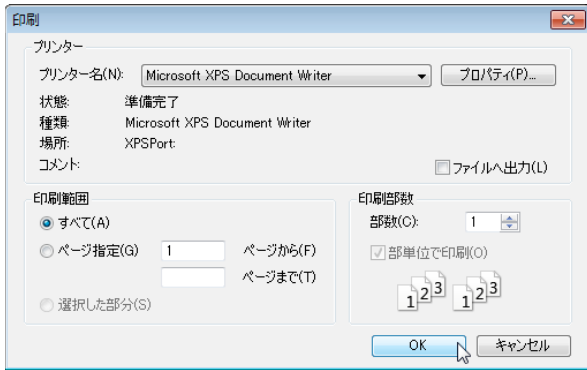 印刷
プリンター
プリンター名(N): Microsoft XPS Document Writer プロパティ(P)...
状態: 準備完了
種類: Microsoft XPS Document Writer
場所: XPSPort:
コメント: ファイルへ出力(L)
印刷範囲
すべて(A)
ページ指定(G) 1 ページから(F)
ページまで(T)
選択した部分(S)
印刷部数
部数(C): 1
部単位で印刷(O)
1 2 3 1 2 3
OK キャンセル